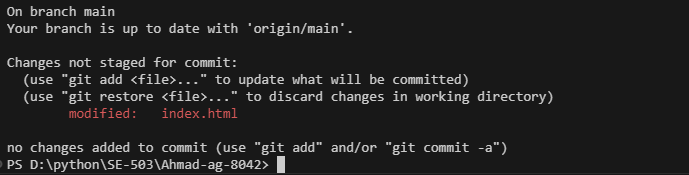 On branch main
Your branch is up to date with 'origin/main'.
Changes not staged for commit:
(use "git add <file>..." to update what will be committed)
(use "git restore <file>..." to discard changes in working directory)
modified: index.html
no changes added to commit (use "git add" and/or "git commit -a")
PS D:\python\SE-503\Ahmad-ag-8042>